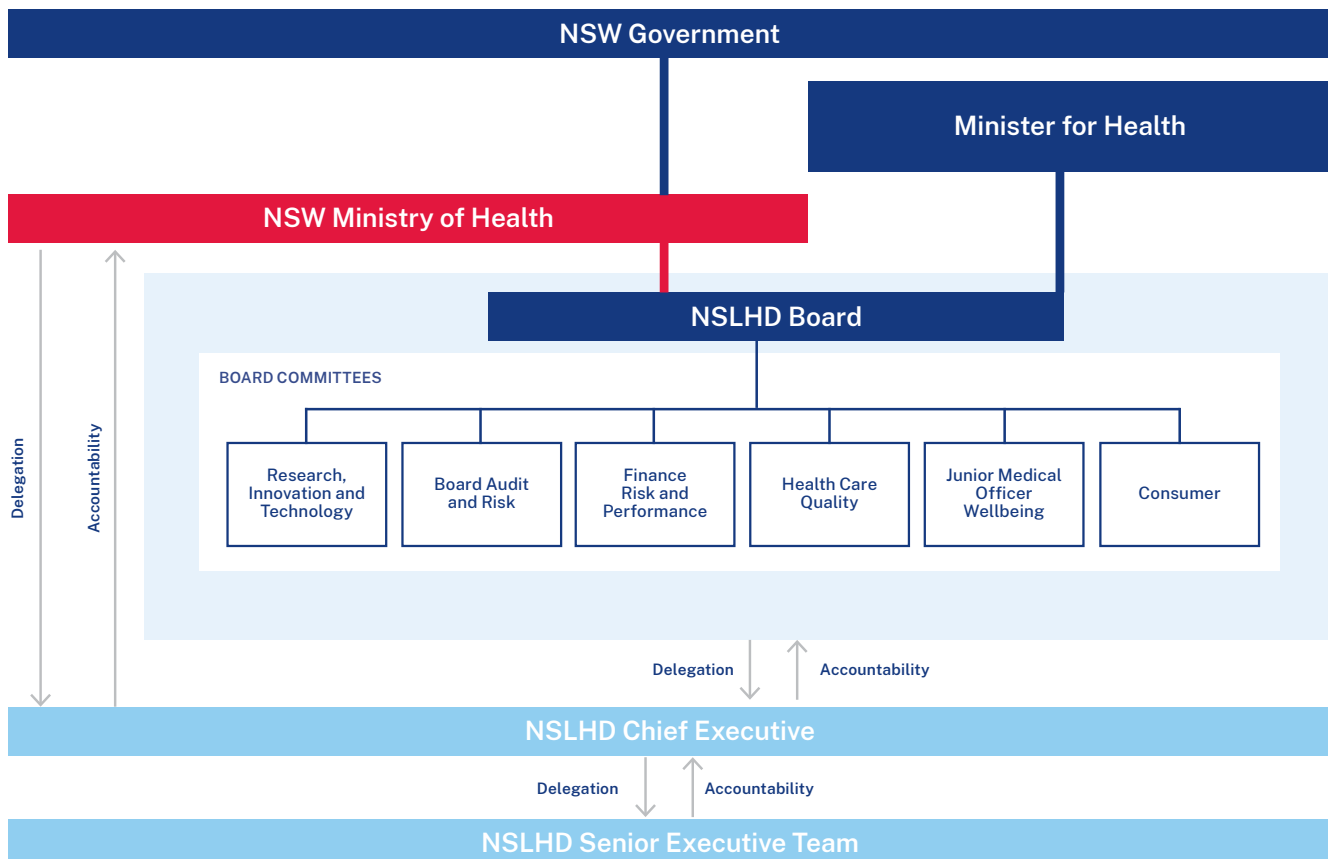 NSW Government
Minister for Health
NSW Ministry of Health
NSLHD Board
BOARD COMMITTEES
Research,
Innovation and
Technology
Board Audit
and Risk
Finance
Risk and
Performance
Health Care
Quality
Junior Medical
Officer
Wellbeing
Consumer
Delegation
Accountability
Delegation
Accountability
NSLHD Chief Executive
Delegation
Accountability
NSLHD Senior Executive Team